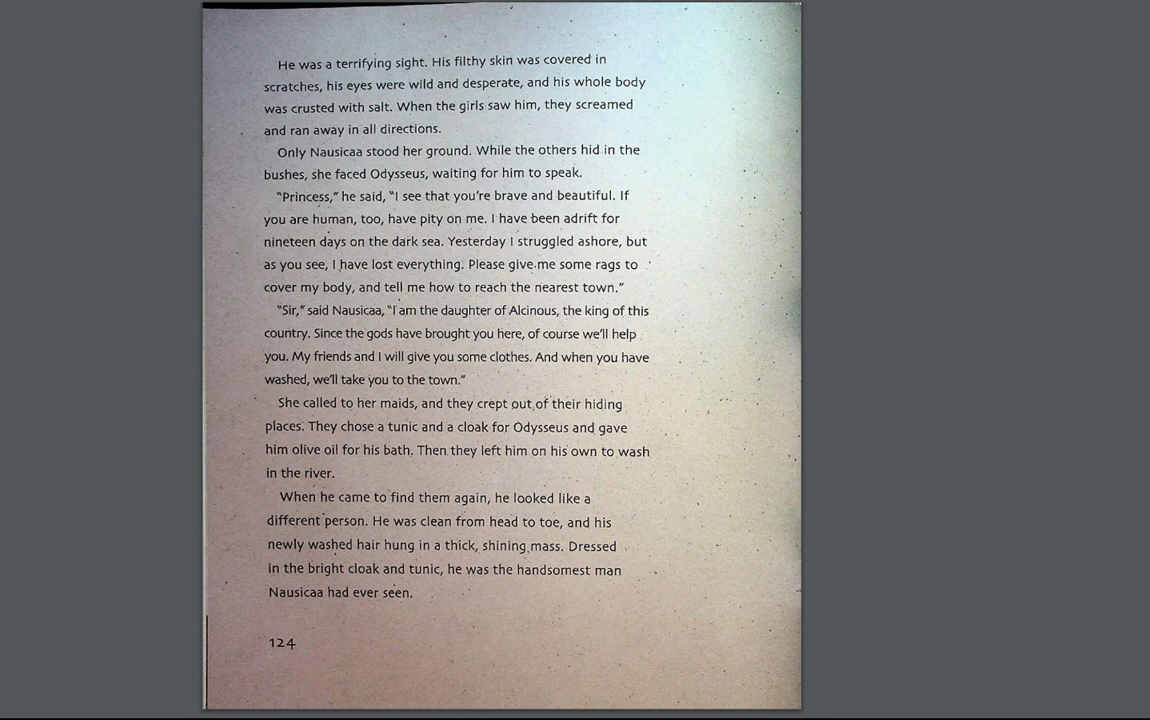 He was a terrifying sight. His filthy skin was covered in
scratches, his eyes were wild and desperate, and his whole body
was crusted with salt. When the girls saw him, they screamed
and ran away in all directions.
Only Nausicaa stood her ground. While the others hid in the
bushes, she faced Odysseus, waiting for him to speak.
“Princess,” he said, “I see that you’re brave and beautiful. If
you are human, too, have pity on me. I have been adrift for
nineteen days on the dark sea. Yesterday I struggled ashore, but
as you see, I have lost everything. Please give me some rags to
cover my body, and tell me how to reach the nearest town.”
“Sir,” said Nausicaa, “I am the daughter of Alcinous, the king of this
country. Since the gods have brought you here, of course we’ll help
you. My friends and I will give you some clothes. And when you have
washed, we’ll take you to the town.”
She called to her maids, and they crept out of their hiding
places. They chose a tunic and a cloak for Odysseus and gave
him olive oil for his bath. Then they left him on his own to wash
in the river.
When he came to find them again, he looked like a
different person. He was clean from head to toe, and his
newly washed hair hung in a thick, shining mass. Dressed
in the bright cloak and tunic, he was the handsomest man
Nausicaa had ever seen.
124